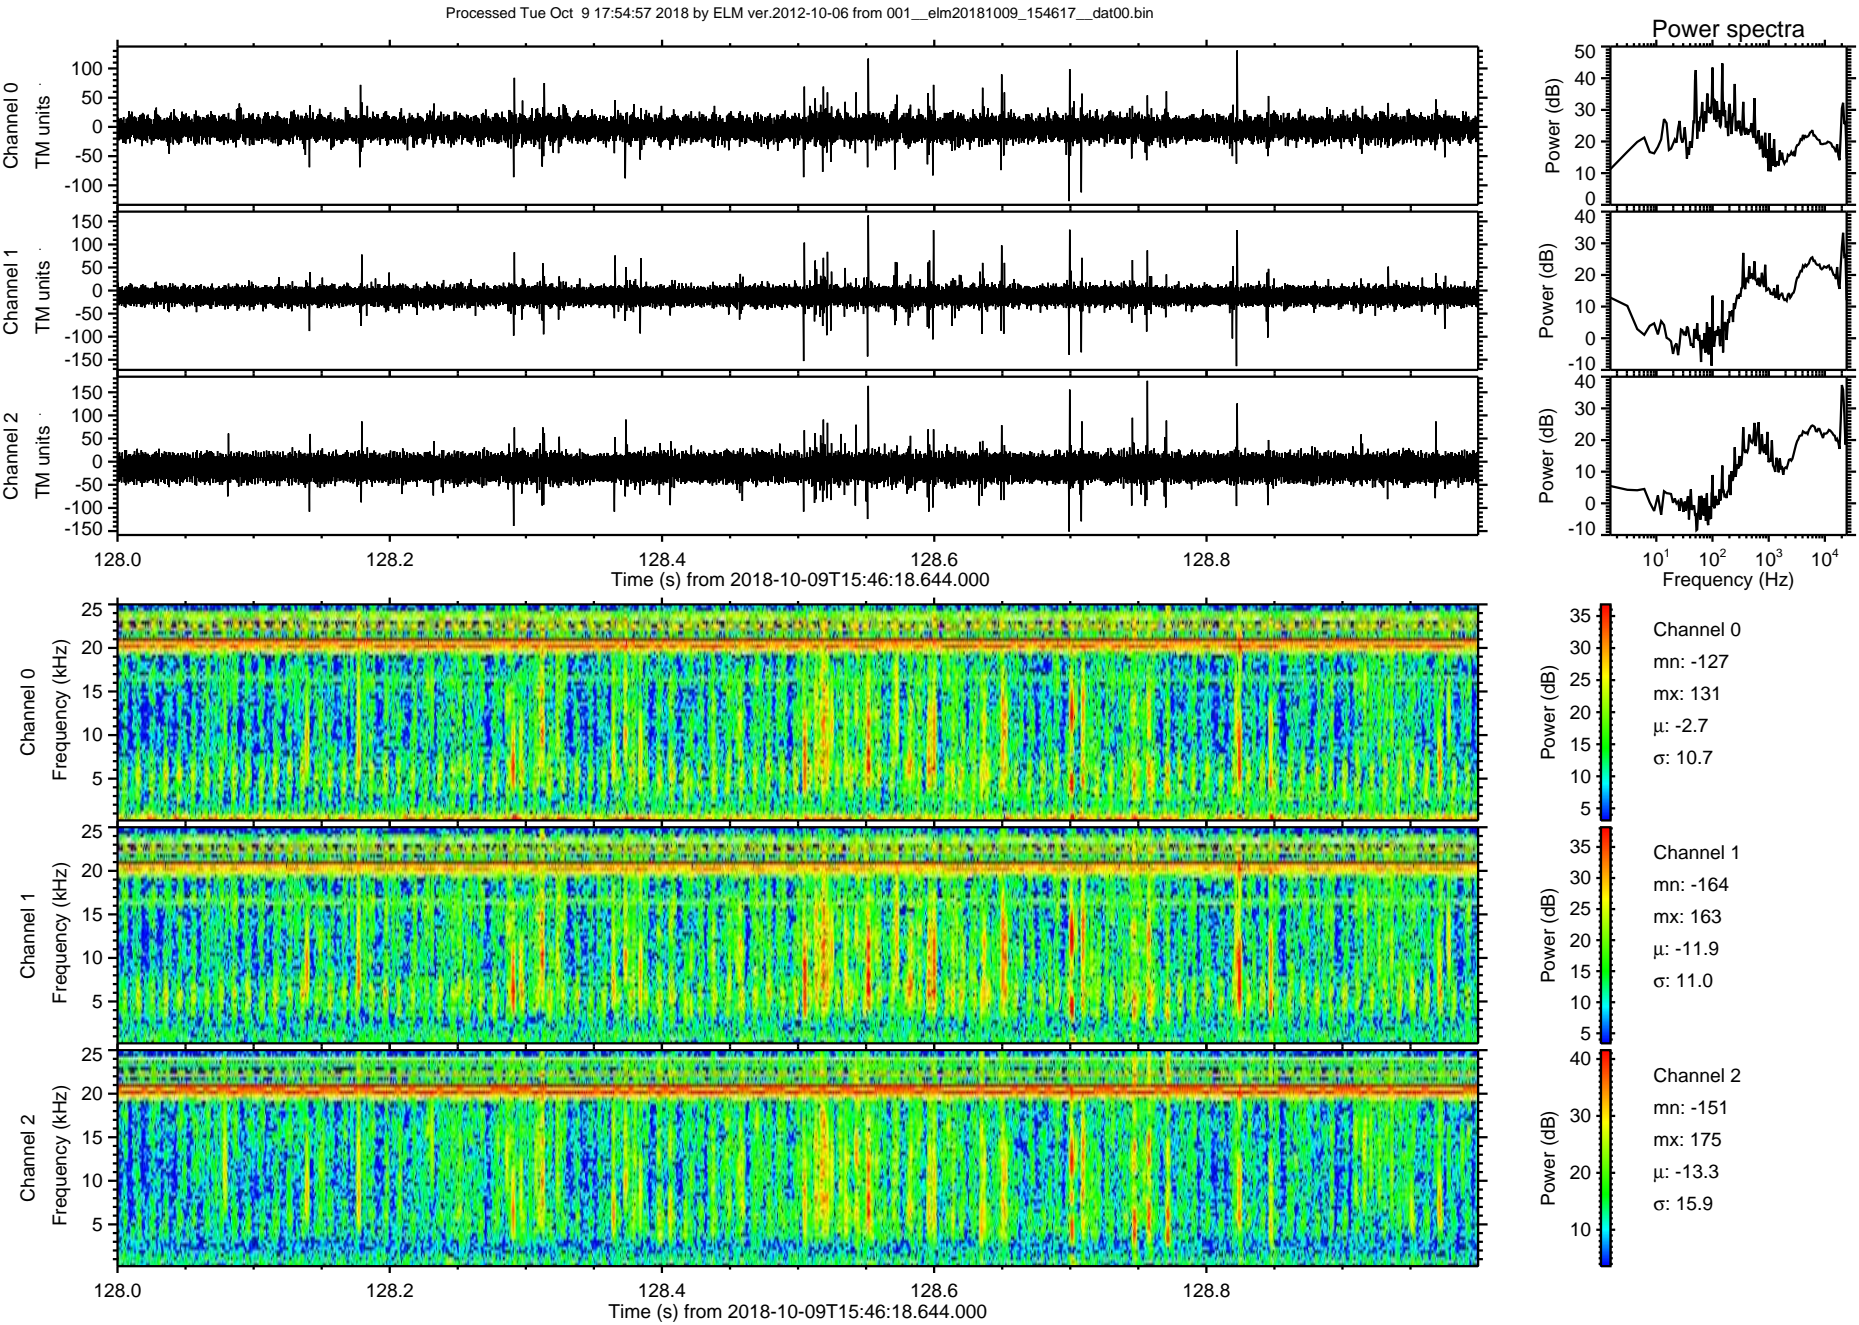 Processed Tue Oct  9 17:54:57 2018 by ELM ver.2012-10-06 from 001__elm20181009_154617__dat00.bin
Power spectra
Channel 0
TM units
100
50
0
-50
-100
Power (dB)
50
40
30
20
10
0
Channel 1
TM units
150
100
50
0
-50
-100
-150
Power (dB)
40
30
20
10
0
-10
Channel 2
TM units
150
100
50
0
-50
-100
-150
Power (dB)
40
30
20
10
0
-10
128.0 128.2 128.4 128.6 128.8
Time (s) from 2018-10-09T15:46:18.644.000
10¹ 10² 10³ 10⁴
Frequency (Hz)
Channel 0
Frequency (kHz)
25
20
15
10
5
Power (dB)
35
30
25
20
15
10
5
Channel 0
mn: -127
mx: 131
μ: -2.7
σ: 10.7
Channel 1
Frequency (kHz)
25
20
15
10
5
Power (dB)
35
30
25
20
15
10
5
Channel 1
mn: -164
mx: 163
μ: -11.9
σ: 11.0
Channel 2
Frequency (kHz)
25
20
15
10
5
Power (dB)
40
30
20
10
Channel 2
mn: -151
mx: 175
μ: -13.3
σ: 15.9
128.0 128.2 128.4 128.6 128.8
Time (s) from 2018-10-09T15:46:18.644.000